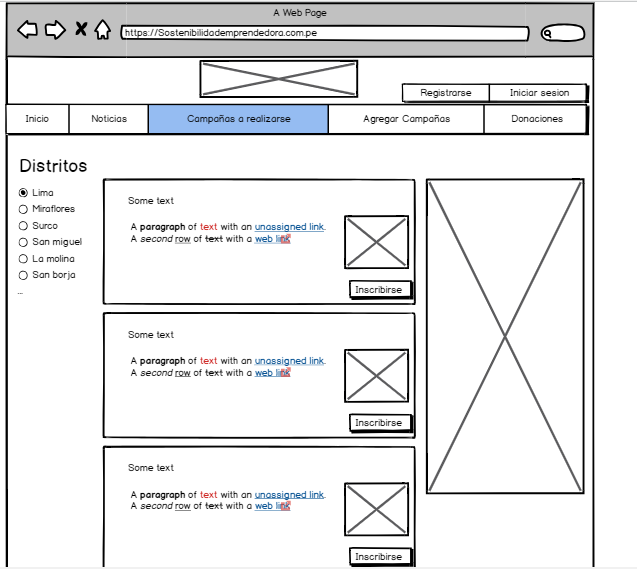 A Web Page
https://Sostenibilidademprendedora.com.pe
Registrarse
Iniciar sesion
Inicio
Noticias
Campañas a realizarse
Agregar Campañas
Donaciones
Distritos
Lima
Miraflores
Surco
San miguel
La molina
San borja
...
Some text
A paragraph of text with an unassigned link.
A second row of text with a web link
Inscribirse
Some text
A paragraph of text with an unassigned link.
A second row of text with a web link
Inscribirse
Some text
A paragraph of text with an unassigned link.
A second row of text with a web link
Inscribirse